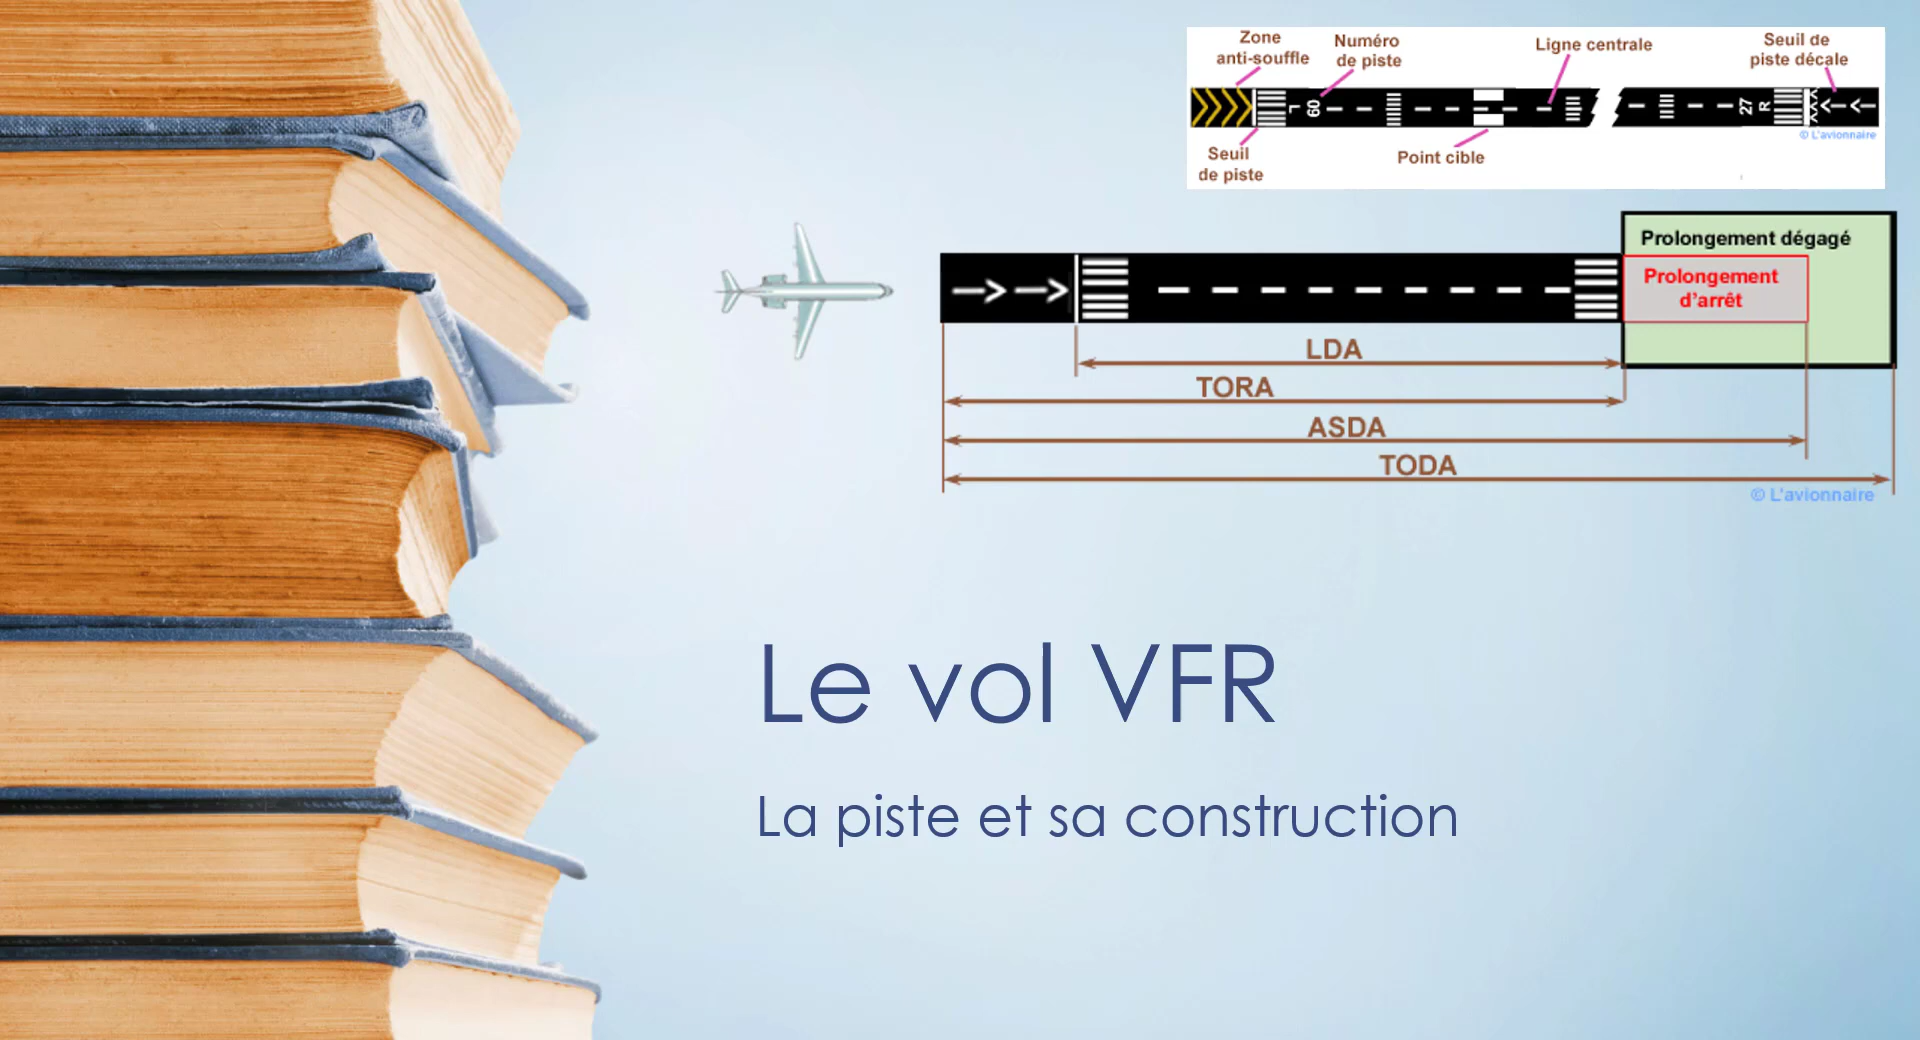 Zone
anti-souffle
Numéro
de piste
Ligne centrale
Seuil de
piste décale
L
09
27
R
© L'avionnaire
Seuil
de piste
Point cible
Prolongement dégagé
Prolongement
d'arrêt
LDA
TORA
ASDA
TODA
© L'avionnaire
Le vol VFR
La piste et sa construction